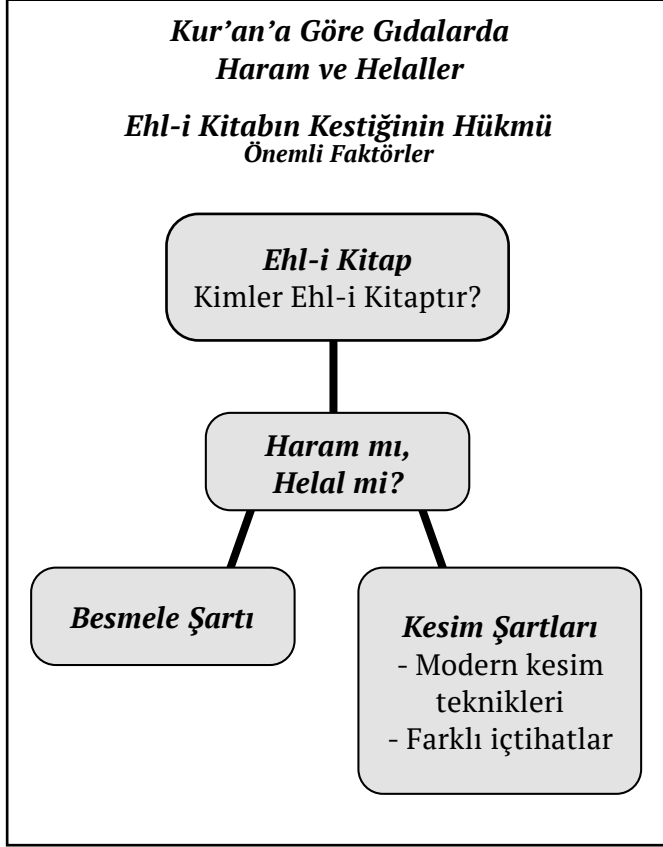 Kur’an’a Göre Gıdalarda
Haram ve Helaller
Ehl-i Kitabın Kestiğinin Hükmü
Önemli Faktörler
Ehl-i Kitap
Kimler Ehl-i Kitaptır?
Haram mı,
Helal mi?
Besmele Şartı
Kesim Şartları
- Modern kesim
teknikleri
- Farklı içtihatlar